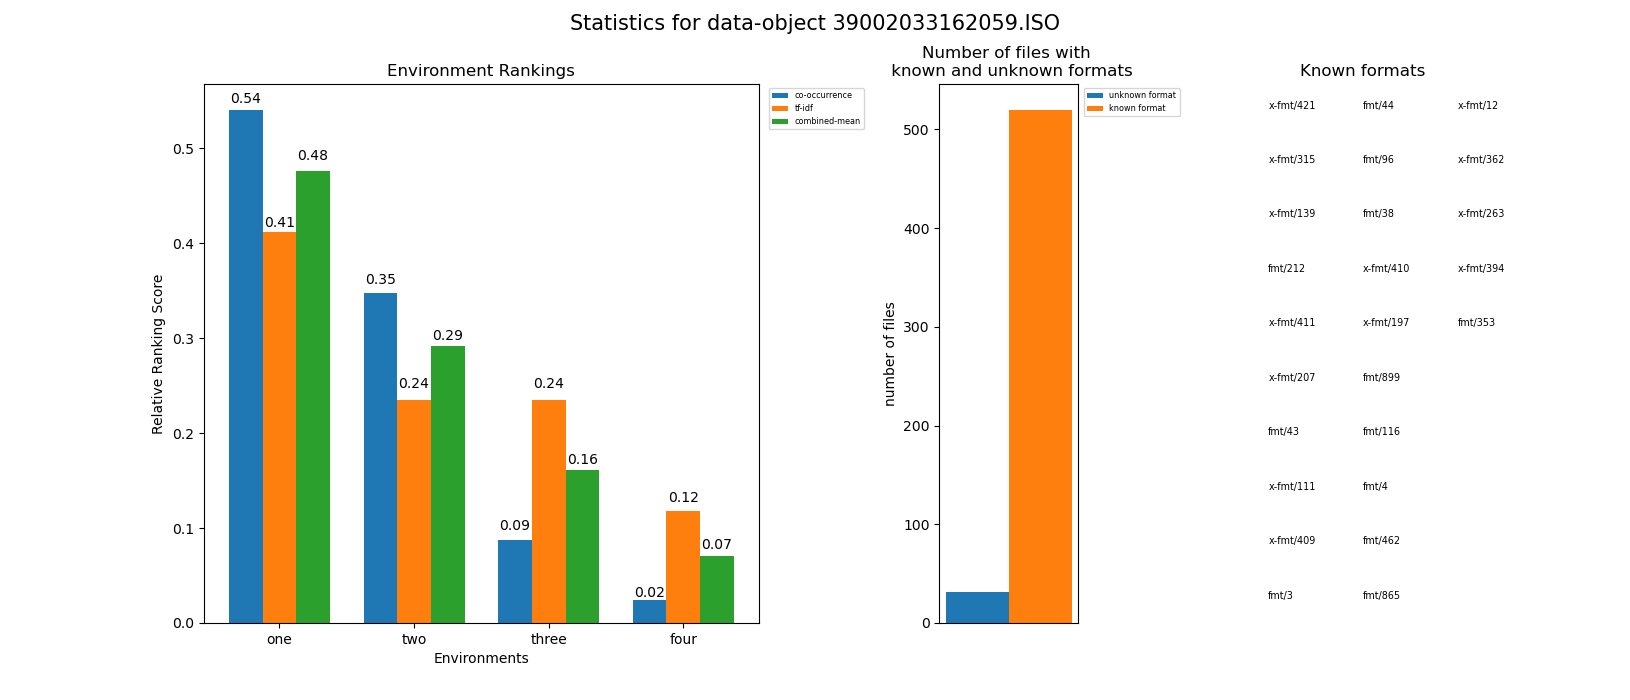 Statistics for data-object 39002033162059.ISO
Environment Rankings
0.54
0.41
0.48
0.35
0.24
0.29
0.09
0.24
0.16
0.02
0.12
0.07
0.5
0.4
0.3
0.2
0.1
0.0
Relative Ranking Score
one two three four
Environments
co-occurrence
tf-idf
combined-mean
Number of files with
known and unknown formats
500
400
300
200
100
0
number of files
unknown format
known format
Known formats
x-fmt/421 fmt/44 x-fmt/12
x-fmt/315 fmt/96 x-fmt/362
x-fmt/139 fmt/38 x-fmt/263
fmt/212 x-fmt/410 x-fmt/394
x-fmt/411 x-fmt/197 fmt/353
x-fmt/207 fmt/899
fmt/43 fmt/116
x-fmt/111 fmt/4
x-fmt/409 fmt/462
fmt/3 fmt/865